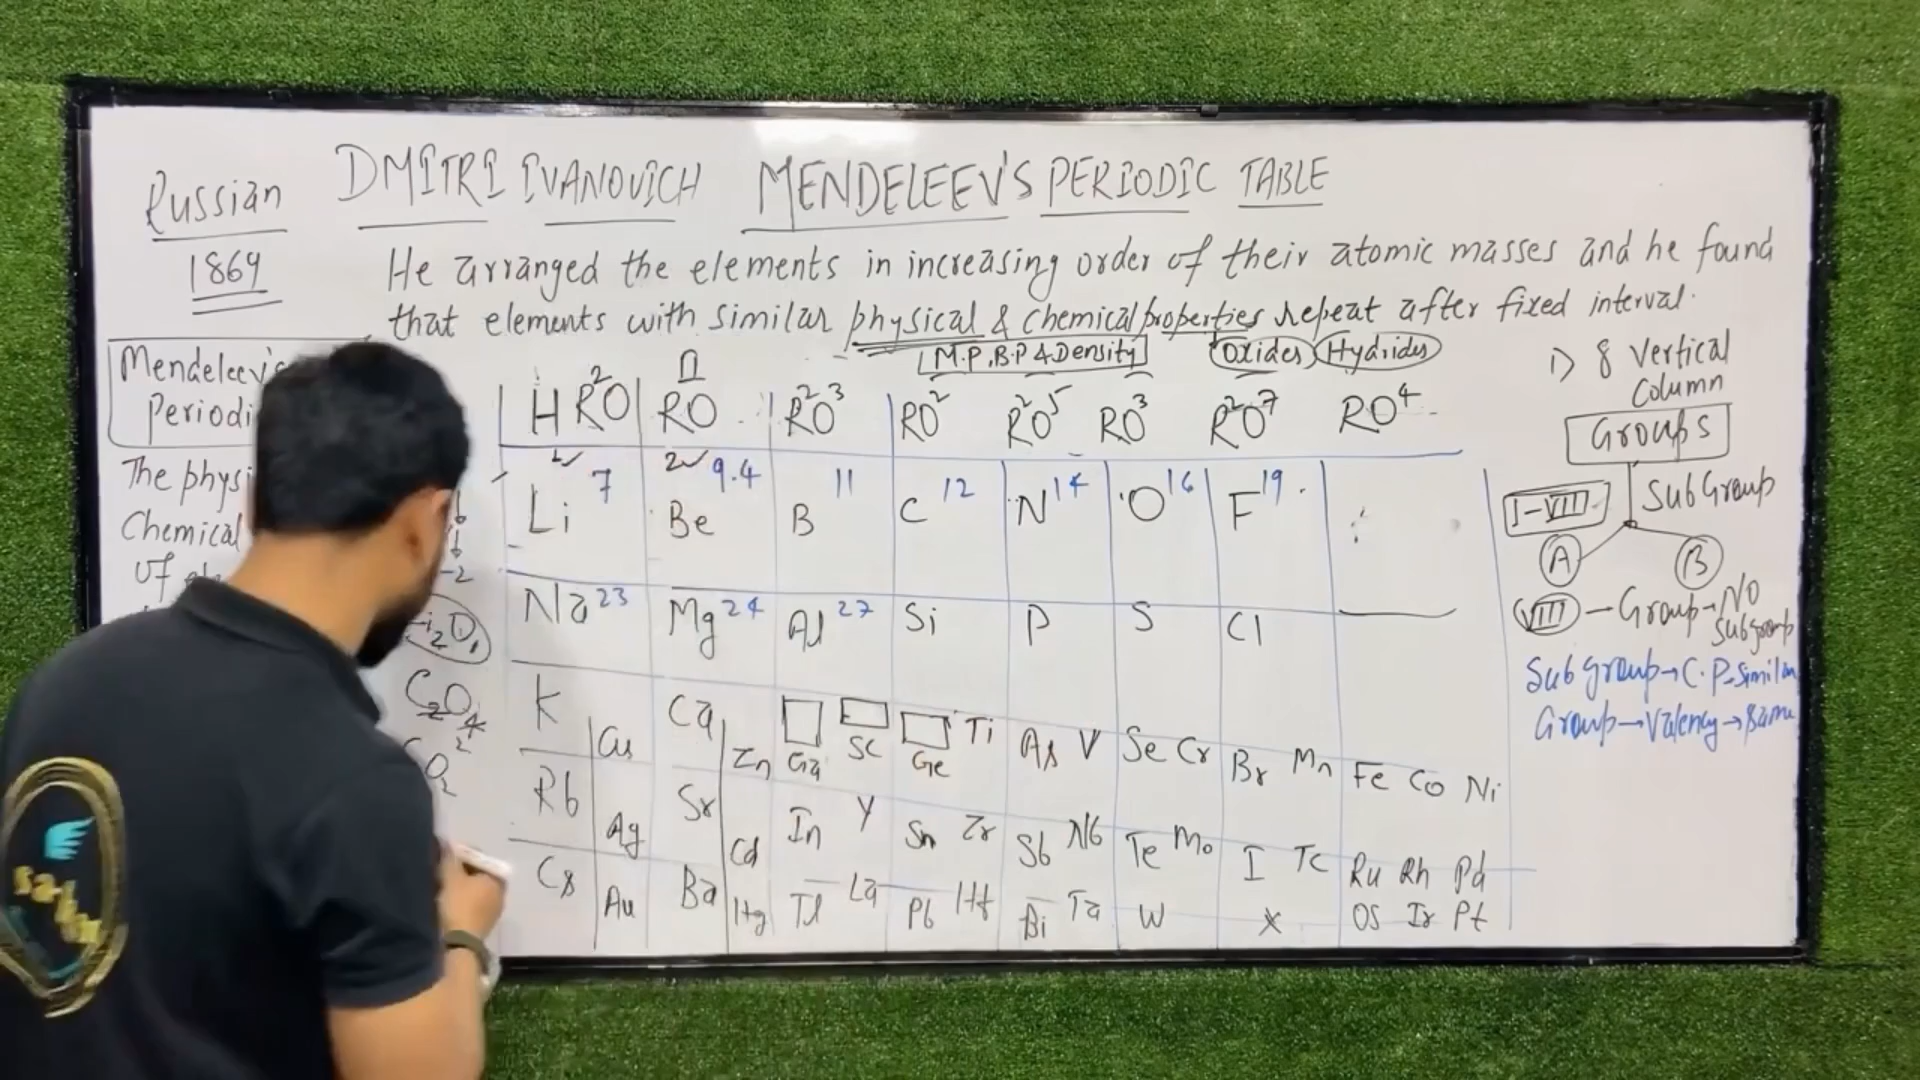 Russian
1869
DMITRI IVANOVICH MENDELEEV'S PERIODIC TABLE
He arranged the elements in increasing order of their atomic masses and he found
that elements with similar physical & chemical properties repeat after fixed interval.
M.P, B.P & Density
Oxides Hydrides
Mendeleev's
Periodi
The phys
Chemical
of
C2O4
H R²O RO R²O³ RO² R²O⁵ RO³ R²O⁷ RO⁴
Li 7 Be 9.4 B 11 C 12 N 14 O 16 F 19
Na 23 Mg 24 Al 27 Si P S Cl
K Ca Sc Ti V Cr Mn Fe Co Ni
Cu Zn Ga Ge As Se Br
Rb Sr Y Zr Nb Mo Tc Ru Rh Pd
Ag Cd In Sn Sb Te I
Cs Ba La Hf Ta W × Os Ir Pt
Au Hg Tl Pb Bi
1) 8 Vertical
Column
Groups
I-VII
SubGroup
A B
VIII - Group → NO
Subgroup
Sub group → C.P → Similar
Group → Valency → Same